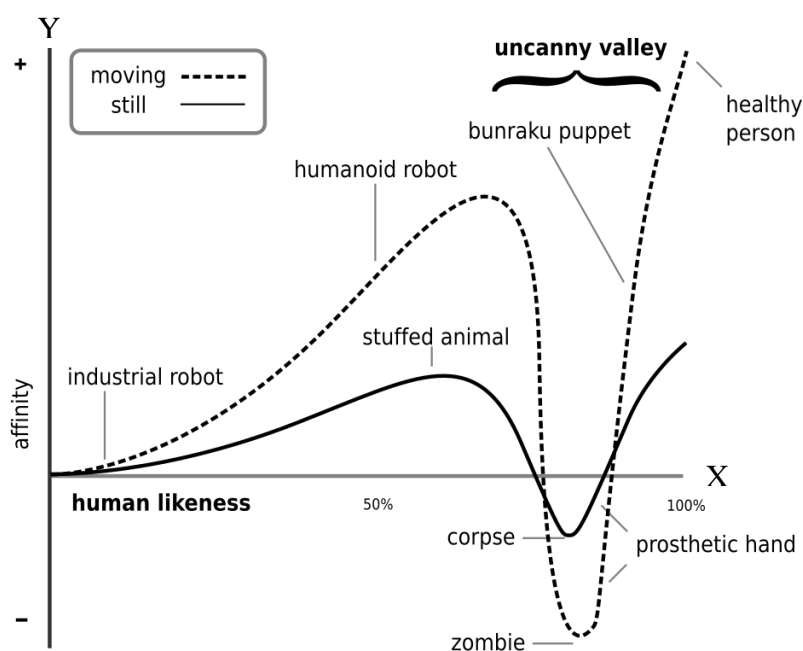 Y
uncanny valley
+
moving
still
healthy
person
bunraku puppet
humanoid robot
stuffed animal
industrial robot
affinity
X
human likeness
50%
100%
corpse
prosthetic hand
–
zombie